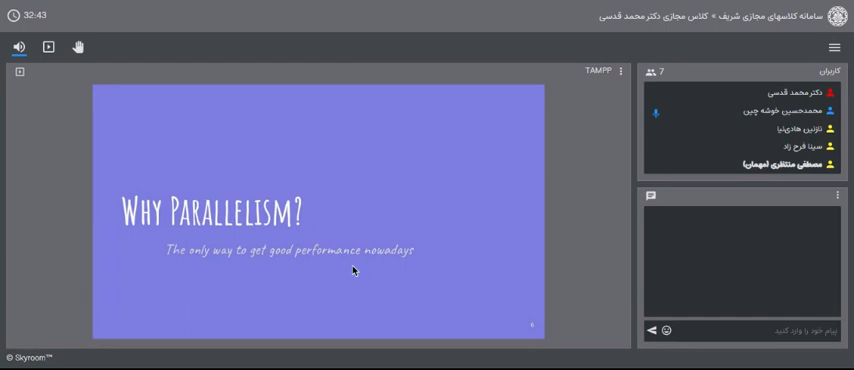 32:43
سامانه کلاسهای مجازی شریف » کلاس مجازی دکتر محمد قدسی
TAMPP
WHY PARALLELISM?
The only way to get good performance nowadays
6
کاربران
7
دکتر محمد قدسی
محمدحسین خوشه چین
نازنین هادی‌نیا
سینا فرح زاد
مصطفی منتظری (مهمان)
پیام خود را وارد کنید
© Skyroom™